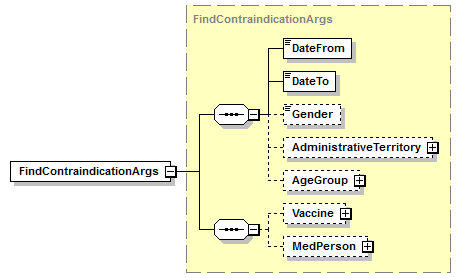 FindContraindicationArgs
DateFrom
DateTo
Gender
AdministrativeTerritory
AgeGroup
FindContraindicationArgs
Vaccine
MedPerson